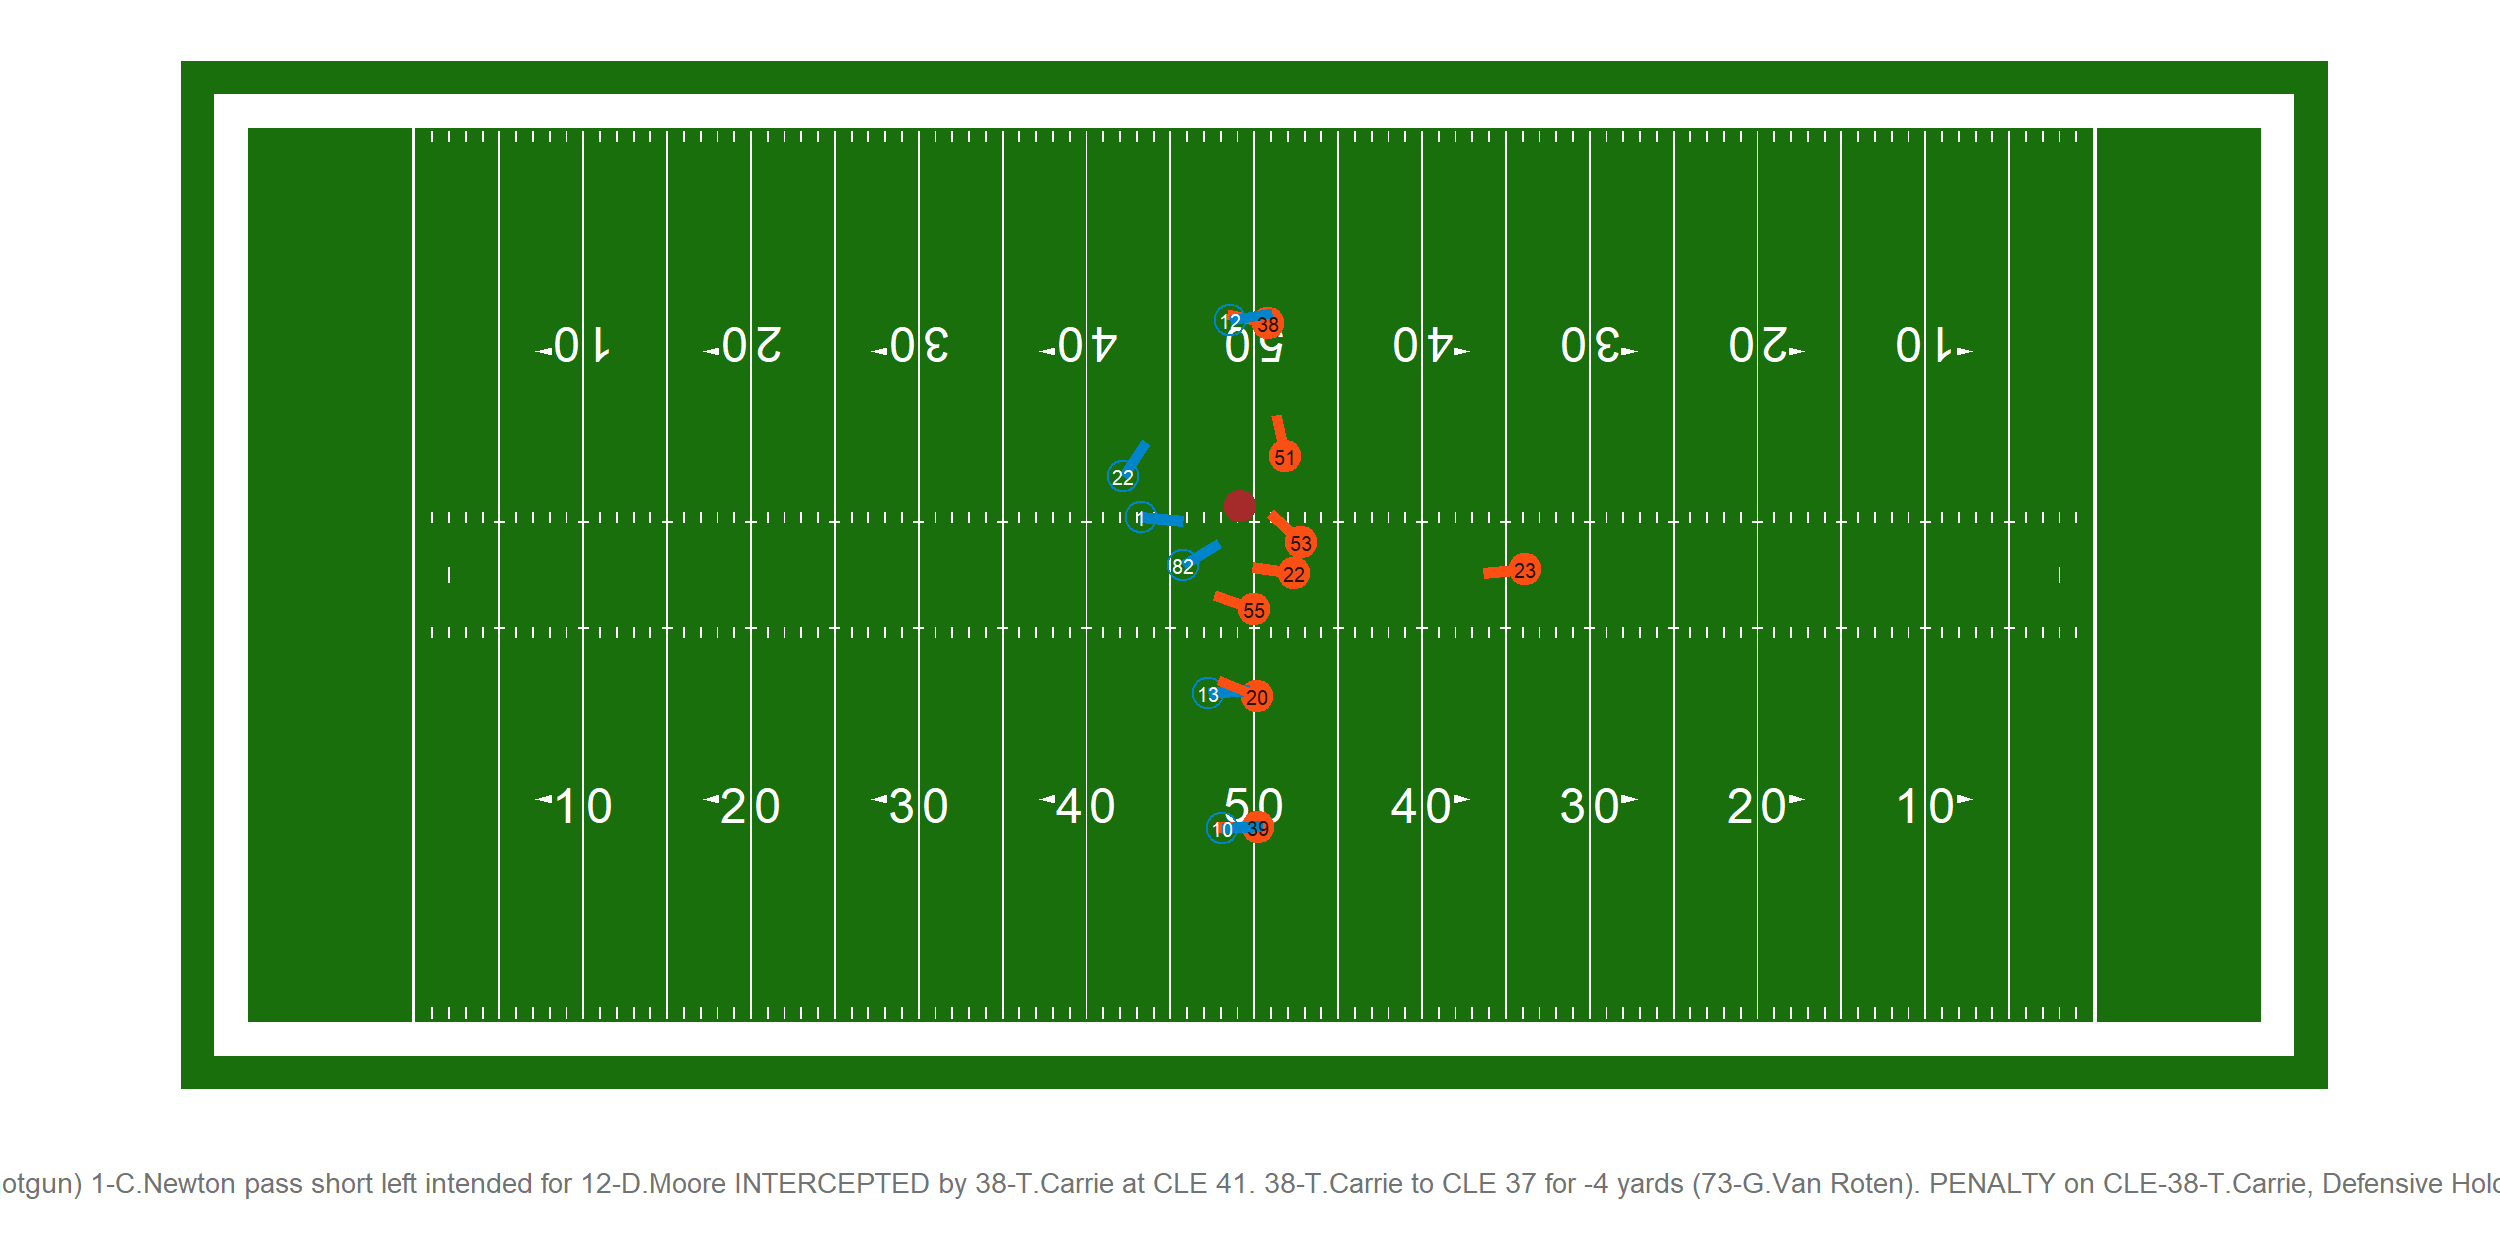 10 20 30 40 50 40 30 20 10
12 38
51
22
1
53
82 22 23
55
13 20
10 20 30 40 50 40 30 20 10
10 39
otgun) 1-C.Newton pass short left intended for 12-D.Moore INTERCEPTED by 38-T.Carrie at CLE 41. 38-T.Carrie to CLE 37 for -4 yards (73-G.Van Roten). PENALTY on CLE-38-T.Carrie, Defensive Hold